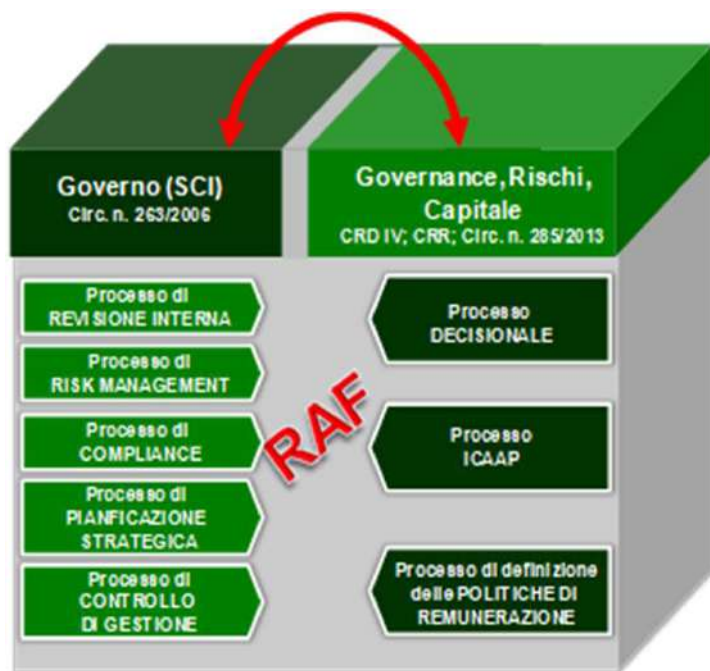 Governo (SCI)
Circ. n. 263/2006
Governance, Rischi,
Capitale
CRD IV; CRR; Circ. n. 285/2013
Processo di
REVISIONE INTERNA
Processo di
RISK MANAGEMENT
Processo di
COMPLIANCE
Processo di
PIANFICAZIONE
STRATEGICA
Processo di
CONTROLLO
DI GESTIONE
RAF
Processo
DECISIONALE
Processo
ICAAP
Processo di definizione
delle POLITICHE DI
REMUNERAZIONE